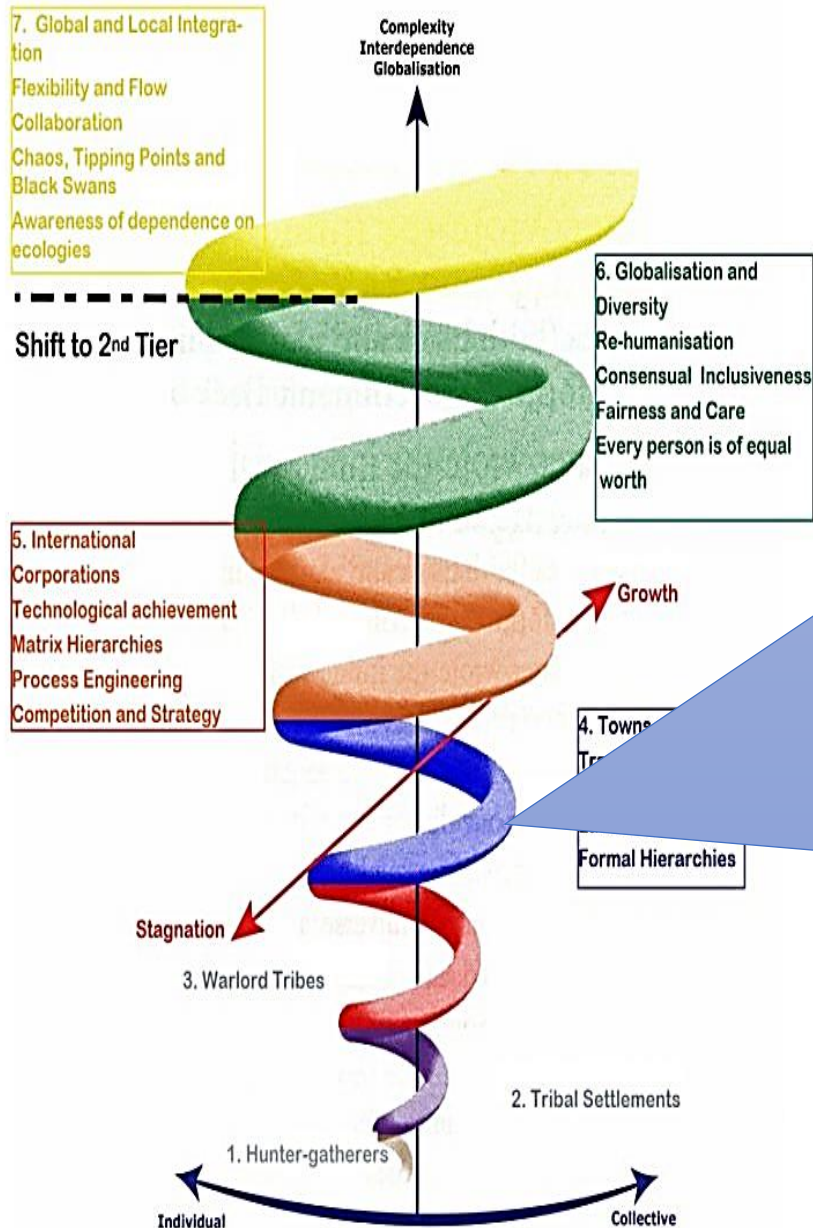 Complexity
Interdependence
Globalisation
7. Global and Local Integra-
tion
Flexibility and Flow
Collaboration
Chaos, Tipping Points and
Black Swans
Awareness of dependence on
ecologies
Shift to 2nd Tier
6. Globalisation and
Diversity
Re-humanisation
Consensual Inclusiveness
Fairness and Care
Every person is of equal
worth
5. International
Corporations
Technological achievement
Matrix Hierarchies
Process Engineering
Competition and Strategy
Growth
4. Towns
Formal Hierarchies
Stagnation
3. Warlord Tribes
2. Tribal Settlements
1. Hunter-gatherers
Individual
Collective